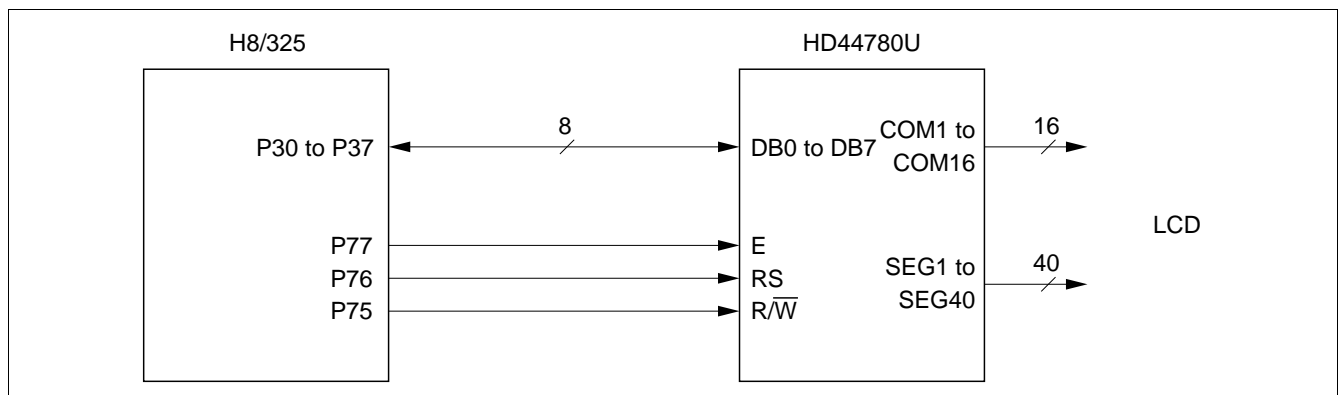 H8/325
HD44780U
P30 to P37
8
DB0 to DB7
COM1 to
COM16
16
P77
E
P76
RS
P75
R/W̅
SEG1 to
SEG40
40
LCD